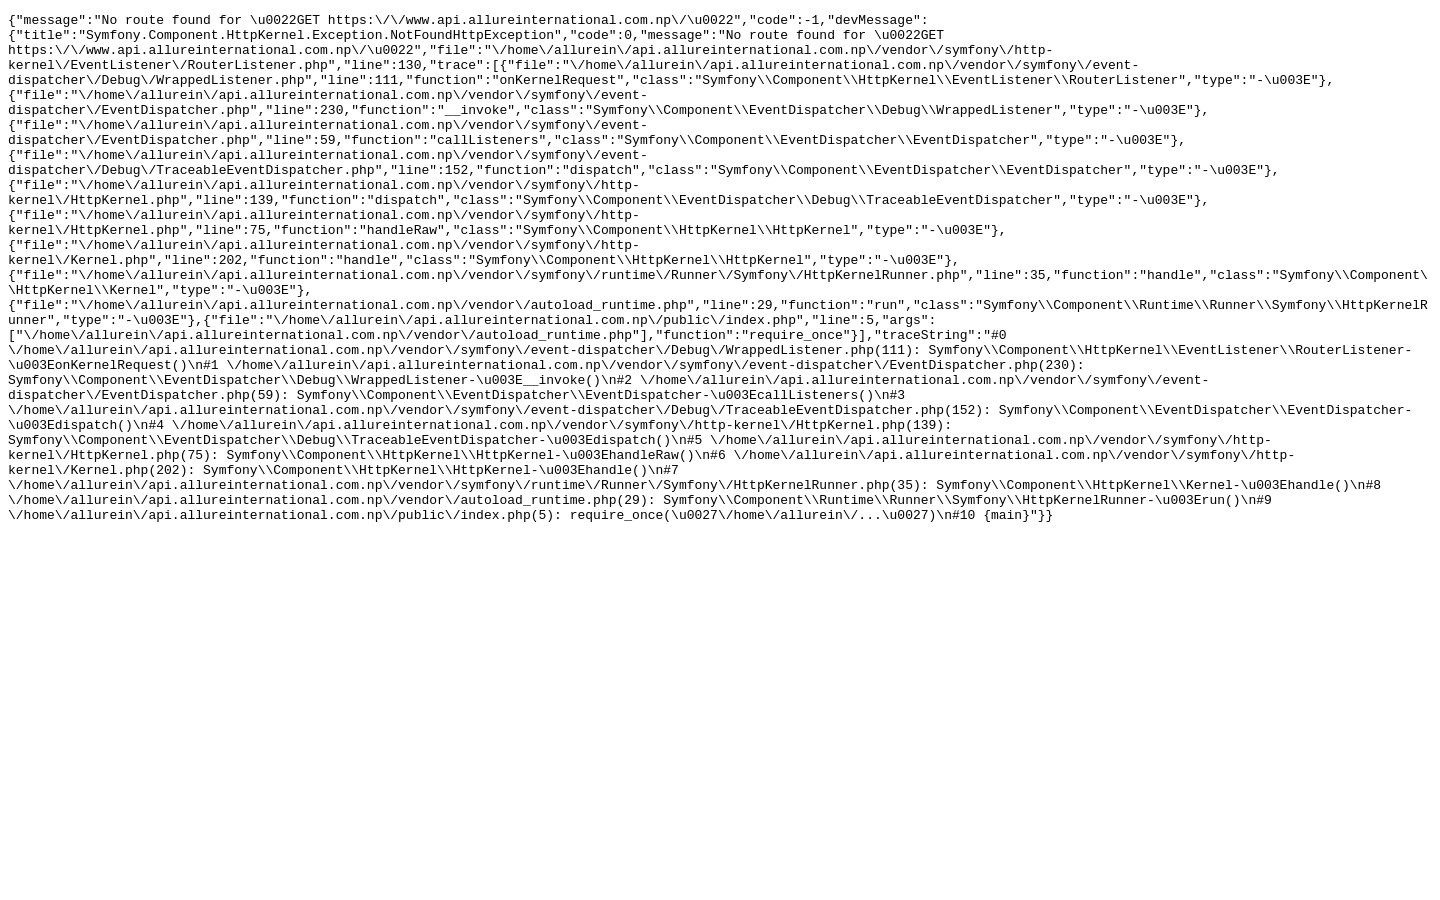 {"message":"No route found for \u0022GET https:\/\/www.api.allureinternational.com.np\/\u0022","code":-1,"devMessage":
{"title":"Symfony.Component.HttpKernel.Exception.NotFoundHttpException","code":0,"message":"No route found for \u0022GET
https:\/\/www.api.allureinternational.com.np\/\u0022","file":"\/home\/allurein\/api.allureinternational.com.np\/vendor\/symfony\/http-
kernel\/EventListener\/RouterListener.php","line":130,"trace":[{"file":"\/home\/allurein\/api.allureinternational.com.np\/vendor\/symfony\/event-
dispatcher\/Debug\/WrappedListener.php","line":111,"function":"onKernelRequest","class":"Symfony\\Component\\HttpKernel\\EventListener\\RouterListener","type":"-\u003E"},
{"file":"\/home\/allurein\/api.allureinternational.com.np\/vendor\/symfony\/event-
dispatcher\/EventDispatcher.php","line":230,"function":"__invoke","class":"Symfony\\Component\\EventDispatcher\\Debug\\WrappedListener","type":"-\u003E"},
{"file":"\/home\/allurein\/api.allureinternational.com.np\/vendor\/symfony\/event-
dispatcher\/EventDispatcher.php","line":59,"function":"callListeners","class":"Symfony\\Component\\EventDispatcher\\EventDispatcher","type":"-\u003E"},
{"file":"\/home\/allurein\/api.allureinternational.com.np\/vendor\/symfony\/event-
dispatcher\/Debug\/TraceableEventDispatcher.php","line":152,"function":"dispatch","class":"Symfony\\Component\\EventDispatcher\\EventDispatcher","type":"-\u003E"},
{"file":"\/home\/allurein\/api.allureinternational.com.np\/vendor\/symfony\/http-
kernel\/HttpKernel.php","line":139,"function":"dispatch","class":"Symfony\\Component\\EventDispatcher\\Debug\\TraceableEventDispatcher","type":"-\u003E"},
{"file":"\/home\/allurein\/api.allureinternational.com.np\/vendor\/symfony\/http-
kernel\/HttpKernel.php","line":75,"function":"handleRaw","class":"Symfony\\Component\\HttpKernel\\HttpKernel","type":"-\u003E"},
{"file":"\/home\/allurein\/api.allureinternational.com.np\/vendor\/symfony\/http-
kernel\/Kernel.php","line":202,"function":"handle","class":"Symfony\\Component\\HttpKernel\\HttpKernel","type":"-\u003E"},
{"file":"\/home\/allurein\/api.allureinternational.com.np\/vendor\/symfony\/runtime\/Runner\/Symfony\/HttpKernelRunner.php","line":35,"function":"handle","class":"Symfony\\Component\
\HttpKernel\\Kernel","type":"-\u003E"},
{"file":"\/home\/allurein\/api.allureinternational.com.np\/vendor\/autoload_runtime.php","line":29,"function":"run","class":"Symfony\\Component\\Runtime\\Runner\\Symfony\\HttpKernelR
unner","type":"-\u003E"},{"file":"\/home\/allurein\/api.allureinternational.com.np\/public\/index.php","line":5,"args":
["\/home\/allurein\/api.allureinternational.com.np\/vendor\/autoload_runtime.php"],"function":"require_once"}],"traceString":"#0
\/home\/allurein\/api.allureinternational.com.np\/vendor\/symfony\/event-dispatcher\/Debug\/WrappedListener.php(111): Symfony\\Component\\HttpKernel\\EventListener\\RouterListener-
\u003EonKernelRequest()\n#1 \/home\/allurein\/api.allureinternational.com.np\/vendor\/symfony\/event-dispatcher\/EventDispatcher.php(230):
Symfony\\Component\\EventDispatcher\\Debug\\WrappedListener-\u003E__invoke()\n#2 \/home\/allurein\/api.allureinternational.com.np\/vendor\/symfony\/event-
dispatcher\/EventDispatcher.php(59): Symfony\\Component\\EventDispatcher\\EventDispatcher-\u003EcallListeners()\n#3
\/home\/allurein\/api.allureinternational.com.np\/vendor\/symfony\/event-dispatcher\/Debug\/TraceableEventDispatcher.php(152): Symfony\\Component\\EventDispatcher\\EventDispatcher-
\u003Edispatch()\n#4 \/home\/allurein\/api.allureinternational.com.np\/vendor\/symfony\/http-kernel\/HttpKernel.php(139):
Symfony\\Component\\EventDispatcher\\Debug\\TraceableEventDispatcher-\u003Edispatch()\n#5 \/home\/allurein\/api.allureinternational.com.np\/vendor\/symfony\/http-
kernel\/HttpKernel.php(75): Symfony\\Component\\HttpKernel\\HttpKernel-\u003EhandleRaw()\n#6 \/home\/allurein\/api.allureinternational.com.np\/vendor\/symfony\/http-
kernel\/Kernel.php(202): Symfony\\Component\\HttpKernel\\HttpKernel-\u003Ehandle()\n#7
\/home\/allurein\/api.allureinternational.com.np\/vendor\/symfony\/runtime\/Runner\/Symfony\/HttpKernelRunner.php(35): Symfony\\Component\\HttpKernel\\Kernel-\u003Ehandle()\n#8
\/home\/allurein\/api.allureinternational.com.np\/vendor\/autoload_runtime.php(29): Symfony\\Component\\Runtime\\Runner\\Symfony\\HttpKernelRunner-\u003Erun()\n#9
\/home\/allurein\/api.allureinternational.com.np\/public\/index.php(5): require_once(\u0027\/home\/allurein\/...\u0027)\n#10 {main}"}}